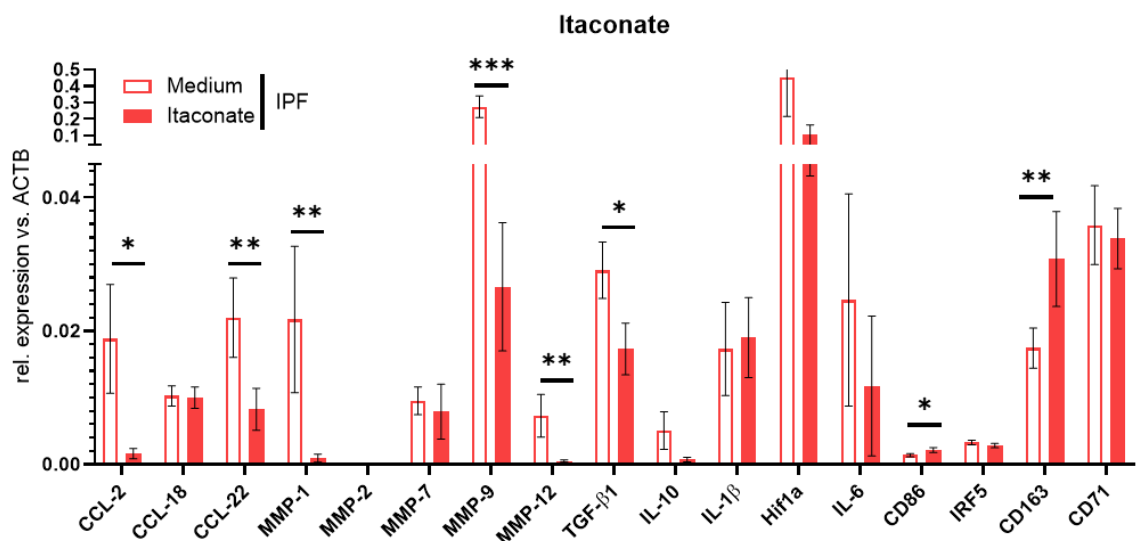 Itaconate
Medium
Itaconate
IPF
rel. expression vs. ACTB
0.5
0.4
0.3
0.2
0.1
0.04
0.02
0.00
*
**
**
***
**
*
*
**
CCL-2
CCL-18
CCL-22
MMP-1
MMP-2
MMP-7
MMP-9
MMP-12
TGF-β1
IL-10
IL-1β
Hif1a
IL-6
CD86
IRF5
CD163
CD71